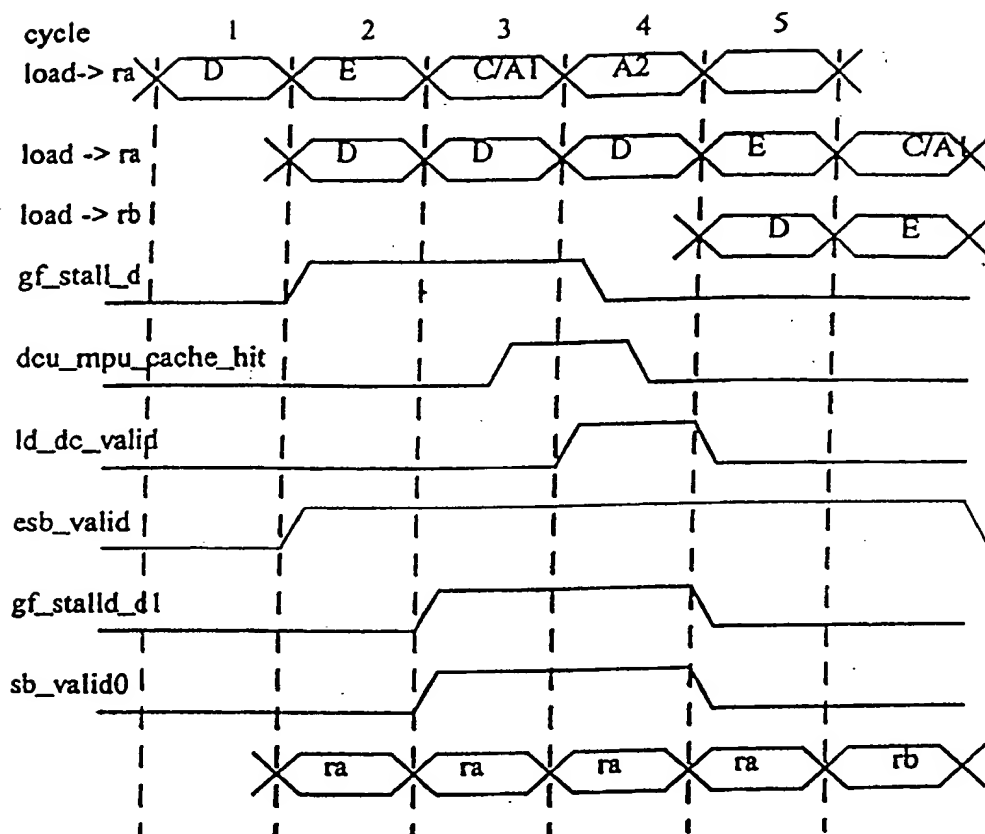 cycle 1 2 3 4 5
load-> ra D E C/A1 A2
load -> ra D D D E C/A1
load -> rb D E
gf_stall_d
dcu_mpu_cache_hit
ld_dc_valid
esb_valid
gf_stalld_d1
sb_valid0
ra ra ra ra rb